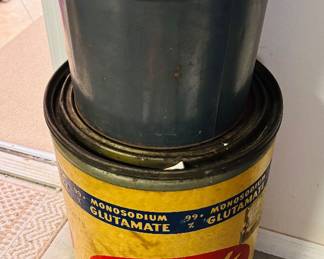 99+ % MONOSODIUM GLUTAMATE 99+ % MONOSODIUM GLUTAMATE